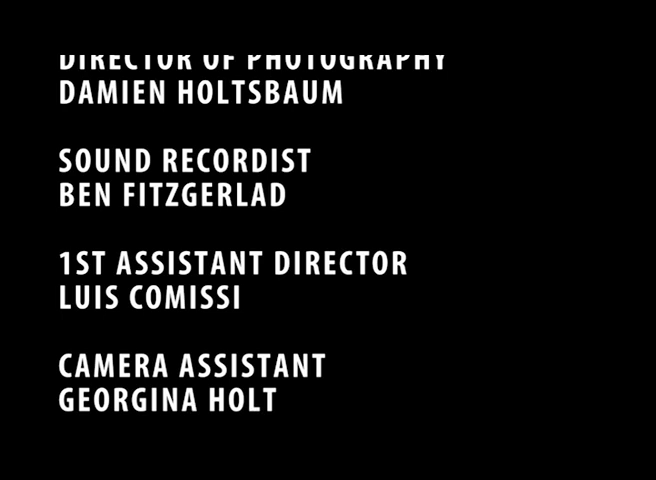 DIRECTOR OF PHOTOGRAPHY
DAMIEN HOLTSBAUM
SOUND RECORDIST
BEN FITZGERLAD
1ST ASSISTANT DIRECTOR
LUIS COMISSI
CAMERA ASSISTANT
GEORGINA HOLT